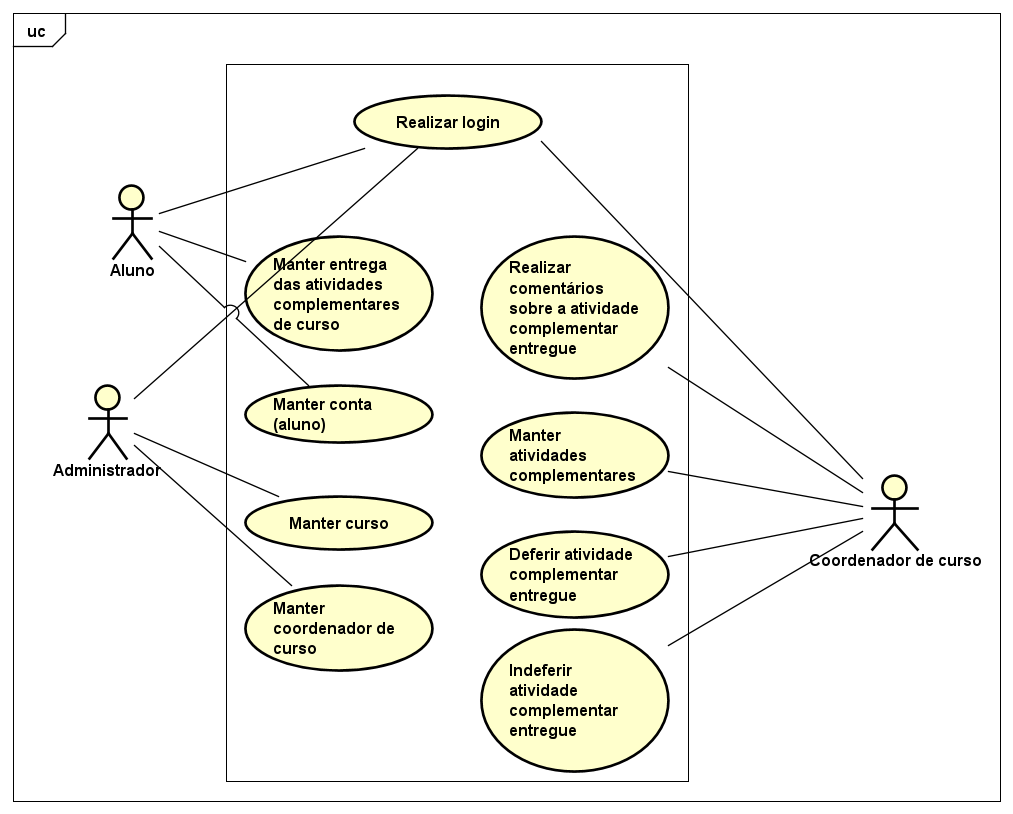 uc
Realizar login
Aluno
Manter entrega
das atividades
complementares
de curso
Realizar
comentários
sobre a atividade
complementar
entregue
Manter conta
(aluno)
Administrador
Manter
atividades
complementares
Manter curso
Coordenador de curso
Deferir atividade
complementar
entregue
Manter
coordenador de
curso
Indeferir
atividade
complementar
entregue